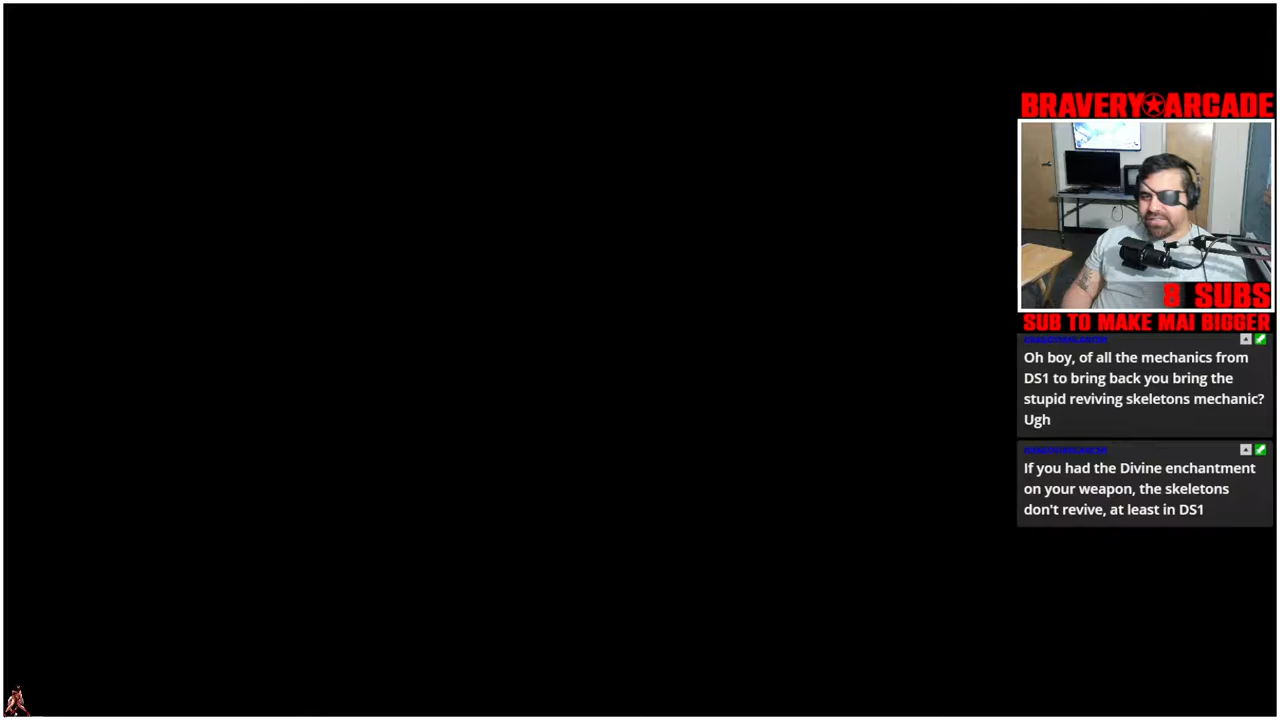 BRAVERY ARCADE
8 SUBS
SUB TO MAKE MAI BIGGER
Oh boy, of all the mechanics from
DS1 to bring back you bring the
stupid reviving skeletons mechanic?
Ugh
If you had the Divine enchantment
on your weapon, the skeletons
don't revive, at least in DS1